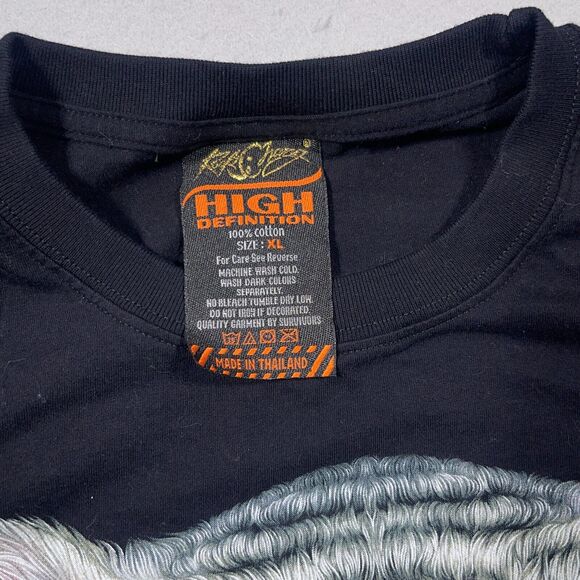 ®
HIGH
DEFINITION
100% cotton
SIZE: XL
For Care See Reverse
MACHINE WASH COLD.
WASH DARK COLORS
SEPARATELY.
NO BLEACH TUMBLE DRY LOW.
DO NOT IRON IF DECORATED.
QUALITY GARMENT BY SURVIVORS
MADE IN THAILAND